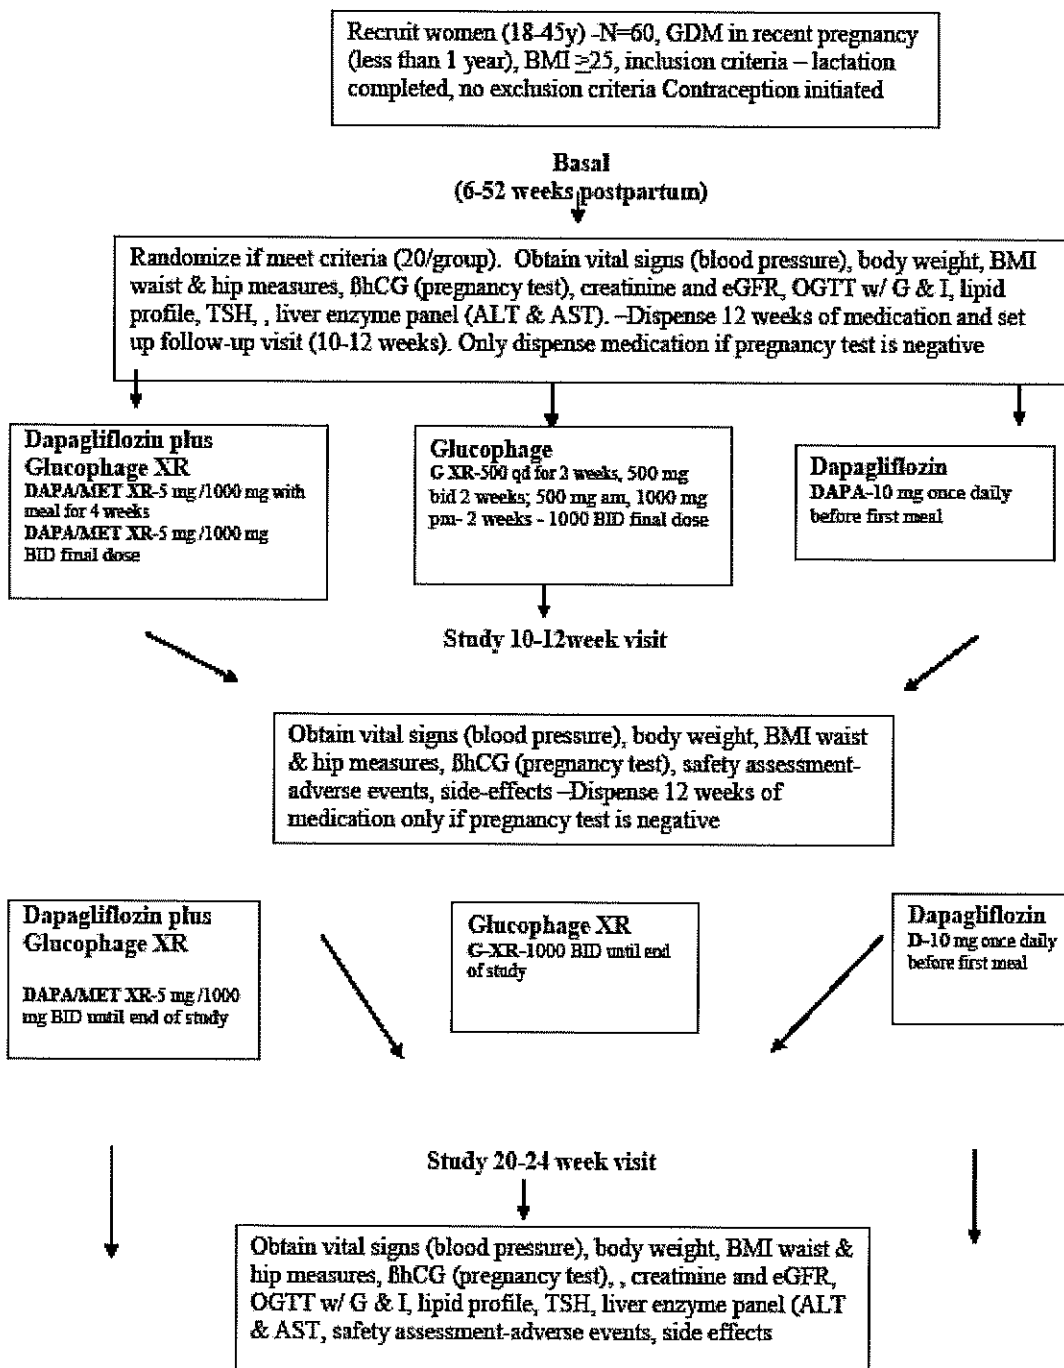 Recruit women (18-45y) -N=60, GDM in recent pregnancy
(less than 1 year), BMI ≥25, inclusion criteria – lactation
completed, no exclusion criteria Contraception initiated
Basal
(6-52 weeks postpartum)
Randomize if meet criteria (20/group). Obtain vital signs (blood pressure), body weight, BMI
waist & hip measures, ßhCG (pregnancy test), creatinine and eGFR, OGTT w/ G & I, lipid
profile, TSH, , liver enzyme panel (ALT & AST). –Dispense 12 weeks of medication and set
up follow-up visit (10-12 weeks). Only dispense medication if pregnancy test is negative
Dapagliflozin plus
Glucophage XR
DAPA/MET XR-5 mg /1000 mg with
meal for 4 weeks
DAPA/MET XR-5 mg /1000 mg
BID final dose
Glucophage
G XR-500 qd for 2 weeks, 500 mg
bid 2 weeks; 500 mg am, 1000 mg
pm- 2 weeks - 1000 BID final dose
Dapagliflozin
DAPA-10 mg once daily
before first meal
Study 10-12week visit
Obtain vital signs (blood pressure), body weight, BMI waist
& hip measures, ßhCG (pregnancy test), safety assessment-
adverse events, side-effects –Dispense 12 weeks of
medication only if pregnancy test is negative
Dapagliflozin plus
Glucophage XR
DAPA/MET XR-5 mg /1000
mg BID until end of study
Glucophage XR
G-XR-1000 BID until end
of study
Dapagliflozin
D-10 mg once daily
before first meal
Study 20-24 week visit
Obtain vital signs (blood pressure), body weight, BMI waist &
hip measures, ßhCG (pregnancy test), , creatinine and eGFR,
OGTT w/ G & I, lipid profile, TSH, liver enzyme panel (ALT
& AST, safety assessment-adverse events, side effects